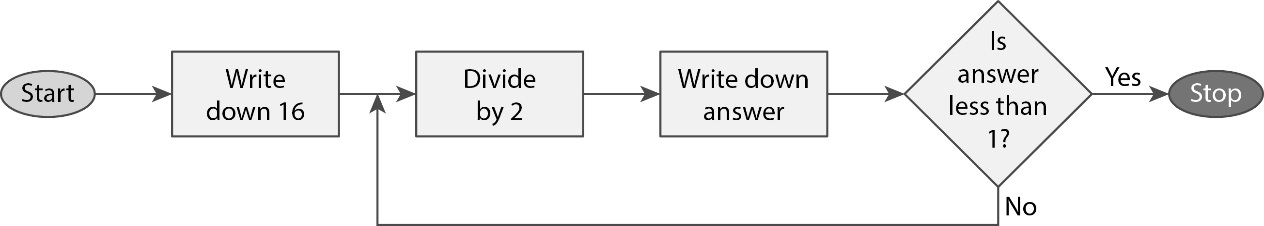 Start
Write
down 16
Divide
by 2
Write down
answer
Is
answer
less than
1?
Yes
Stop
No